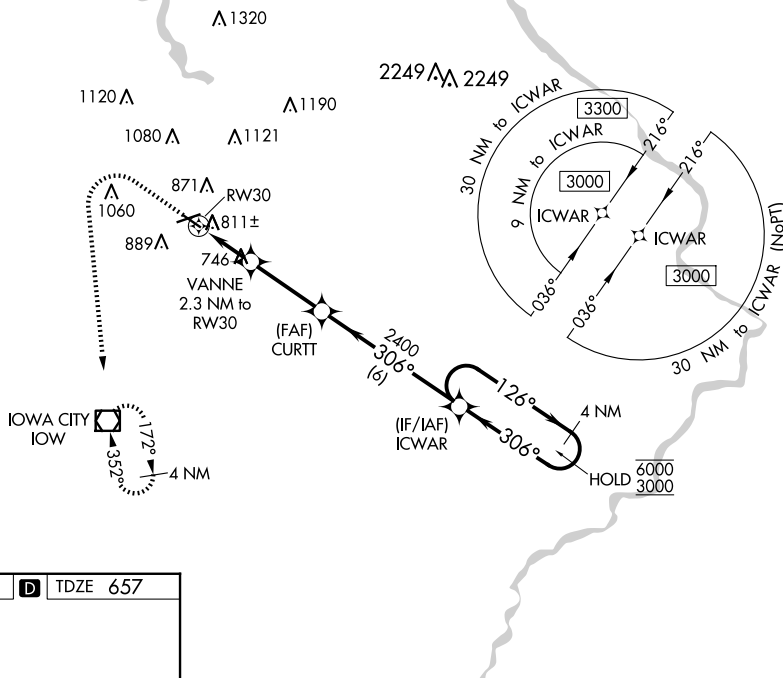 1320
2249 2249
1120
1190
1080
1121
30 NM to ICWAR
3300
216°
9 NM to ICWAR
3000
ICWAR
036°
216°
ICWAR
3000
036°
30 NM to ICWAR (NoPT)
871
RW30
1060
811±
889
746
VANNE
2.3 NM to
RW30
(FAF)
CURTT
2400
306°
(6)
126°
4 NM
306°
(IF/IAF)
ICWAR
HOLD
6000
3000
IOWA CITY
IOW
172°
352°
4 NM
D TDZE 657